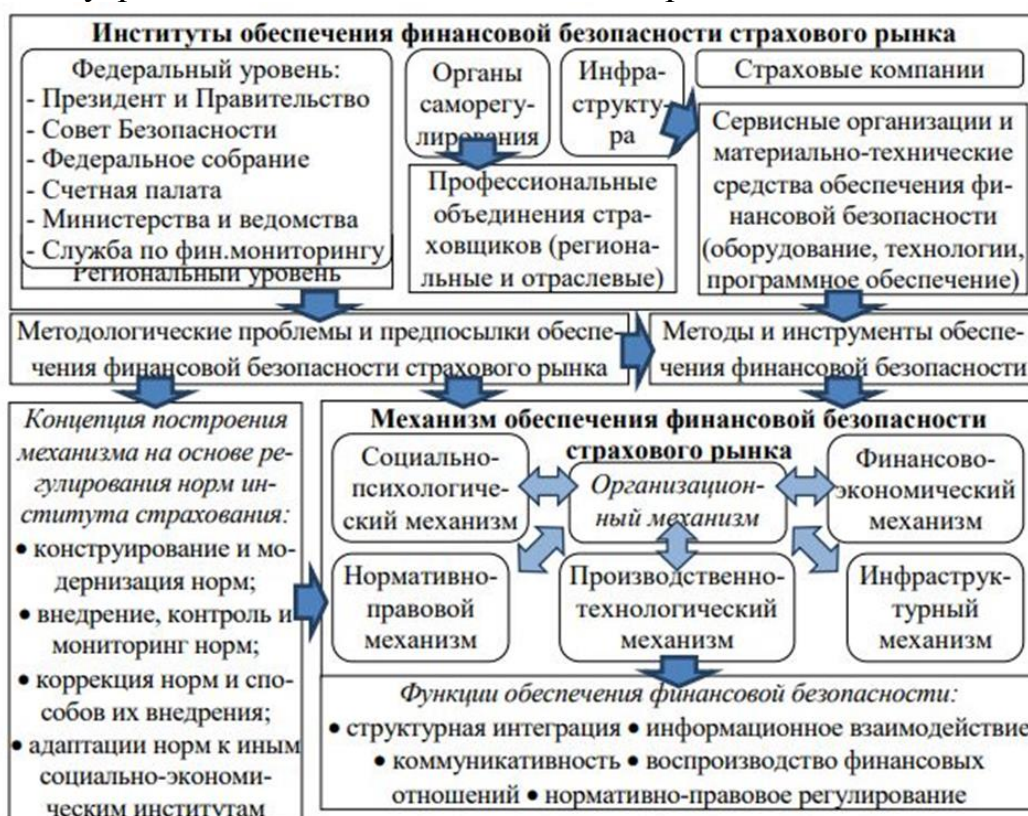 Институты обеспечения финансовой безопасности страхового рынка
Федеральный уровень:
- Президент и Правительство
- Совет Безопасности
- Федеральное собрание
- Счетная палата
- Министерства и ведомства
- Служба по фин.мониторингу
Региональный уровень
Органы
саморегу-
лирования
Профессиональные
объединения стра-
ховщиков (региона-
льные и отраслевые)
Инфра-
структу-
ра
Страховые компании
Сервисные организации и
материально-технические
средства обеспечения фи-
нансовой безопасности
(оборудование, технологии,
программное обеспечение)
Методологические проблемы и предпосылки обеспе-
чения финансовой безопасности страхового рынка
Методы и инструменты обеспе-
чения финансовой безопасности
Концепция построения
механизма на основе ре-
гулирования норм ин-
ститута страхования:
• конструирование и мо-
дернизация норм;
• внедрение, контроль и
мониторинг норм;
• коррекция норм и спо-
собов их внедрения;
• адаптации норм к иным
социально-экономи-
ческим институтам
Механизм обеспечения финансовой безопасности
страхового рынка
Социально-
психологиче-
ский механизм
Организацион-
ный механизм
Финансово-
экономический
механизм
Нормативно-
правовой
механизм
Производственно-
технологический
механизм
Инфраструк-
турный
механизм
Функции обеспечения финансовой безопасности:
• структурная интеграция • информационное взаимодействие
• коммуникативность • воспроизводство финансовых
отношений • нормативно-правовое регулирование